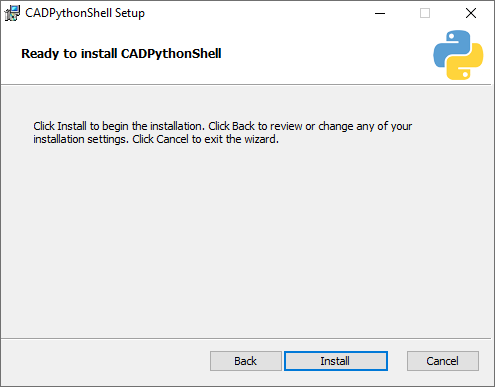 CADPythonShell Setup
Ready to install CADPythonShell
Click Install to begin the installation. Click Back to review or change any of your
installation settings. Click Cancel to exit the wizard.
Back
Install
Cancel